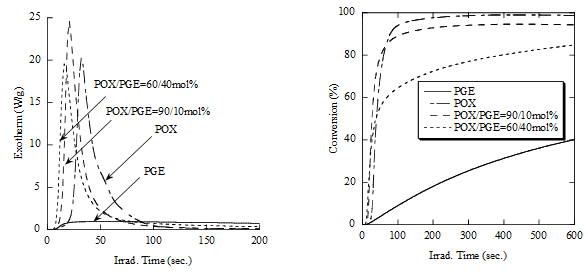 25
20
15
10
5
0
Exotherm (W/g)
POX/PGE=60/40mol%
POX/PGE=90/10mol%
POX
PGE
0 50 100 150 200
Irrad. Time (sec.)
100
80
60
40
20
0
Conversion (%)
PGE
POX
POX/PGE=90/10mol%
POX/PGE=60/40mol%
0 100 200 300 400 500 600
Irrad. Time (sec.)